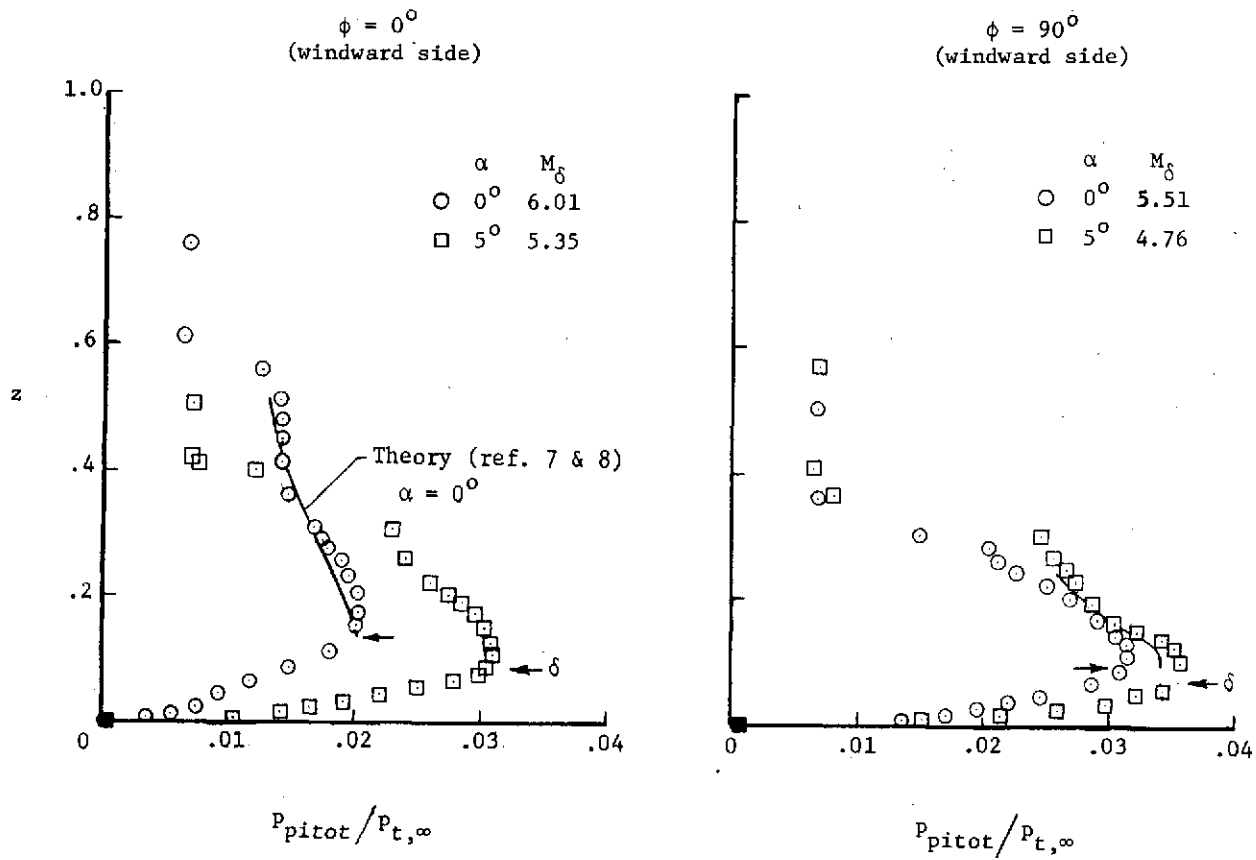 ϕ = 0°
(windward side)
α M_δ
○ 0° 6.01
□ 5° 5.35
1.0
.8
.6
.4
.2
z
Theory (ref. 7 & 8)
α = 0°
δ
0 .01 .02 .03 .04
P_pitot/P_t,∞
ϕ = 90°
(windward side)
α M_δ
○ 0° 5.51
□ 5° 4.76
δ
0 .01 .02 .03 .04
P_pitot/P_t,∞